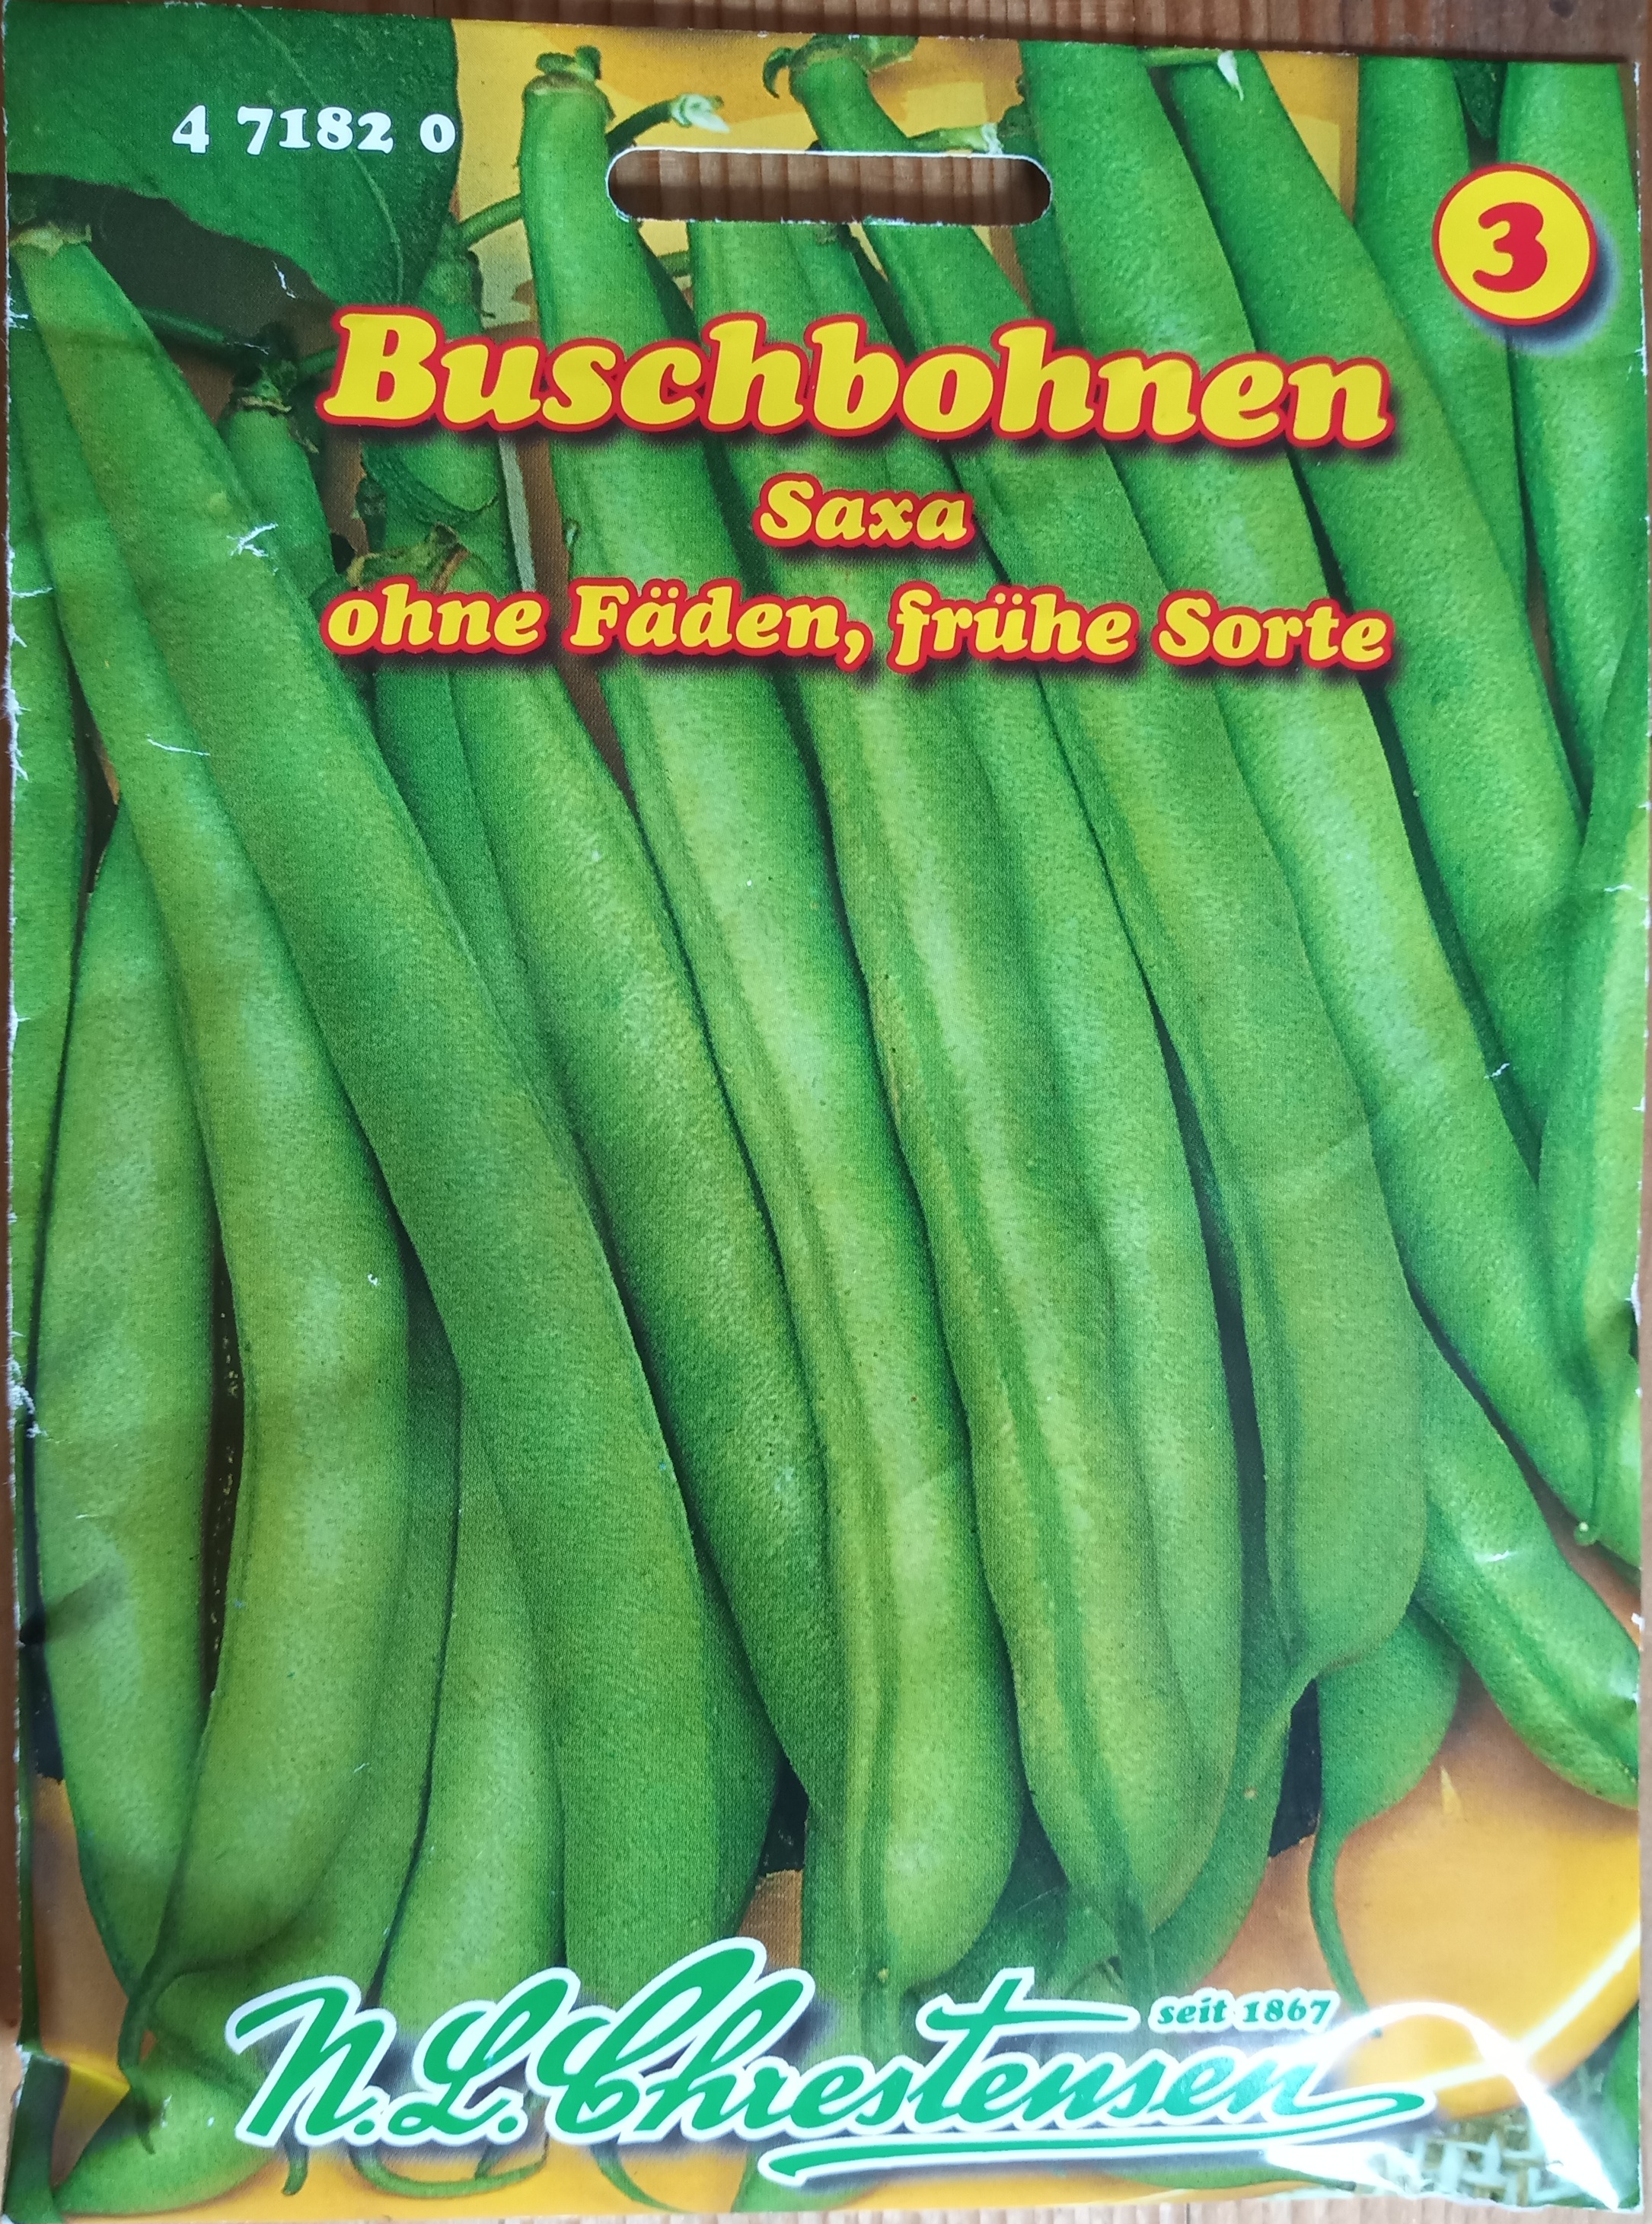 4 7182 0
3
Buschbohnen
Saxa
ohne Fäden, frühe Sorte
seit 1867
N.L.Chrestensen